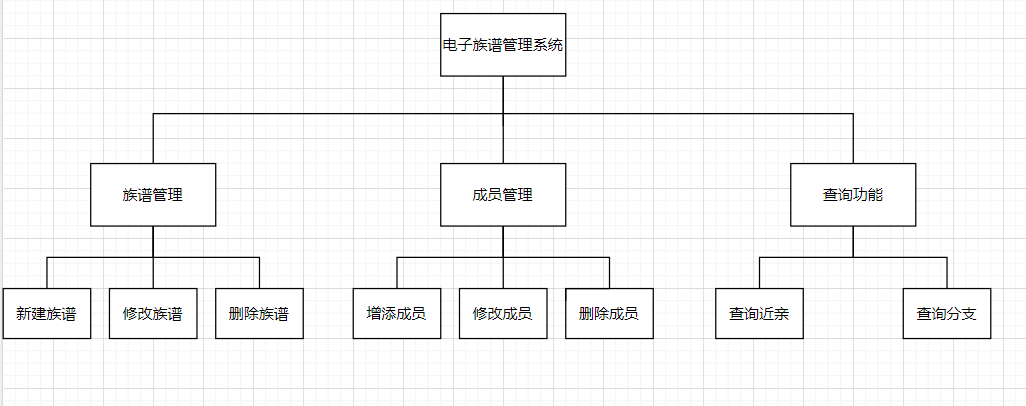 电子族谱管理系统
族谱管理
成员管理
查询功能
新建族谱
修改族谱
删除族谱
增添成员
修改成员
删除成员
查询近亲
查询分支